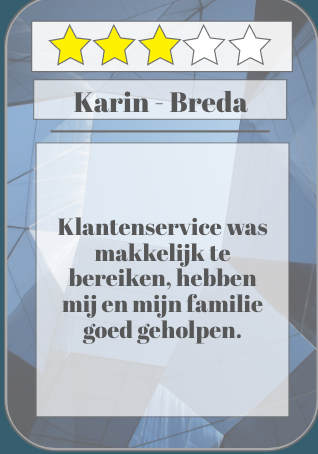 Karin - Breda
Klantenservice was
makkelijk te
bereiken, hebben
mij en mijn familie
goed geholpen.